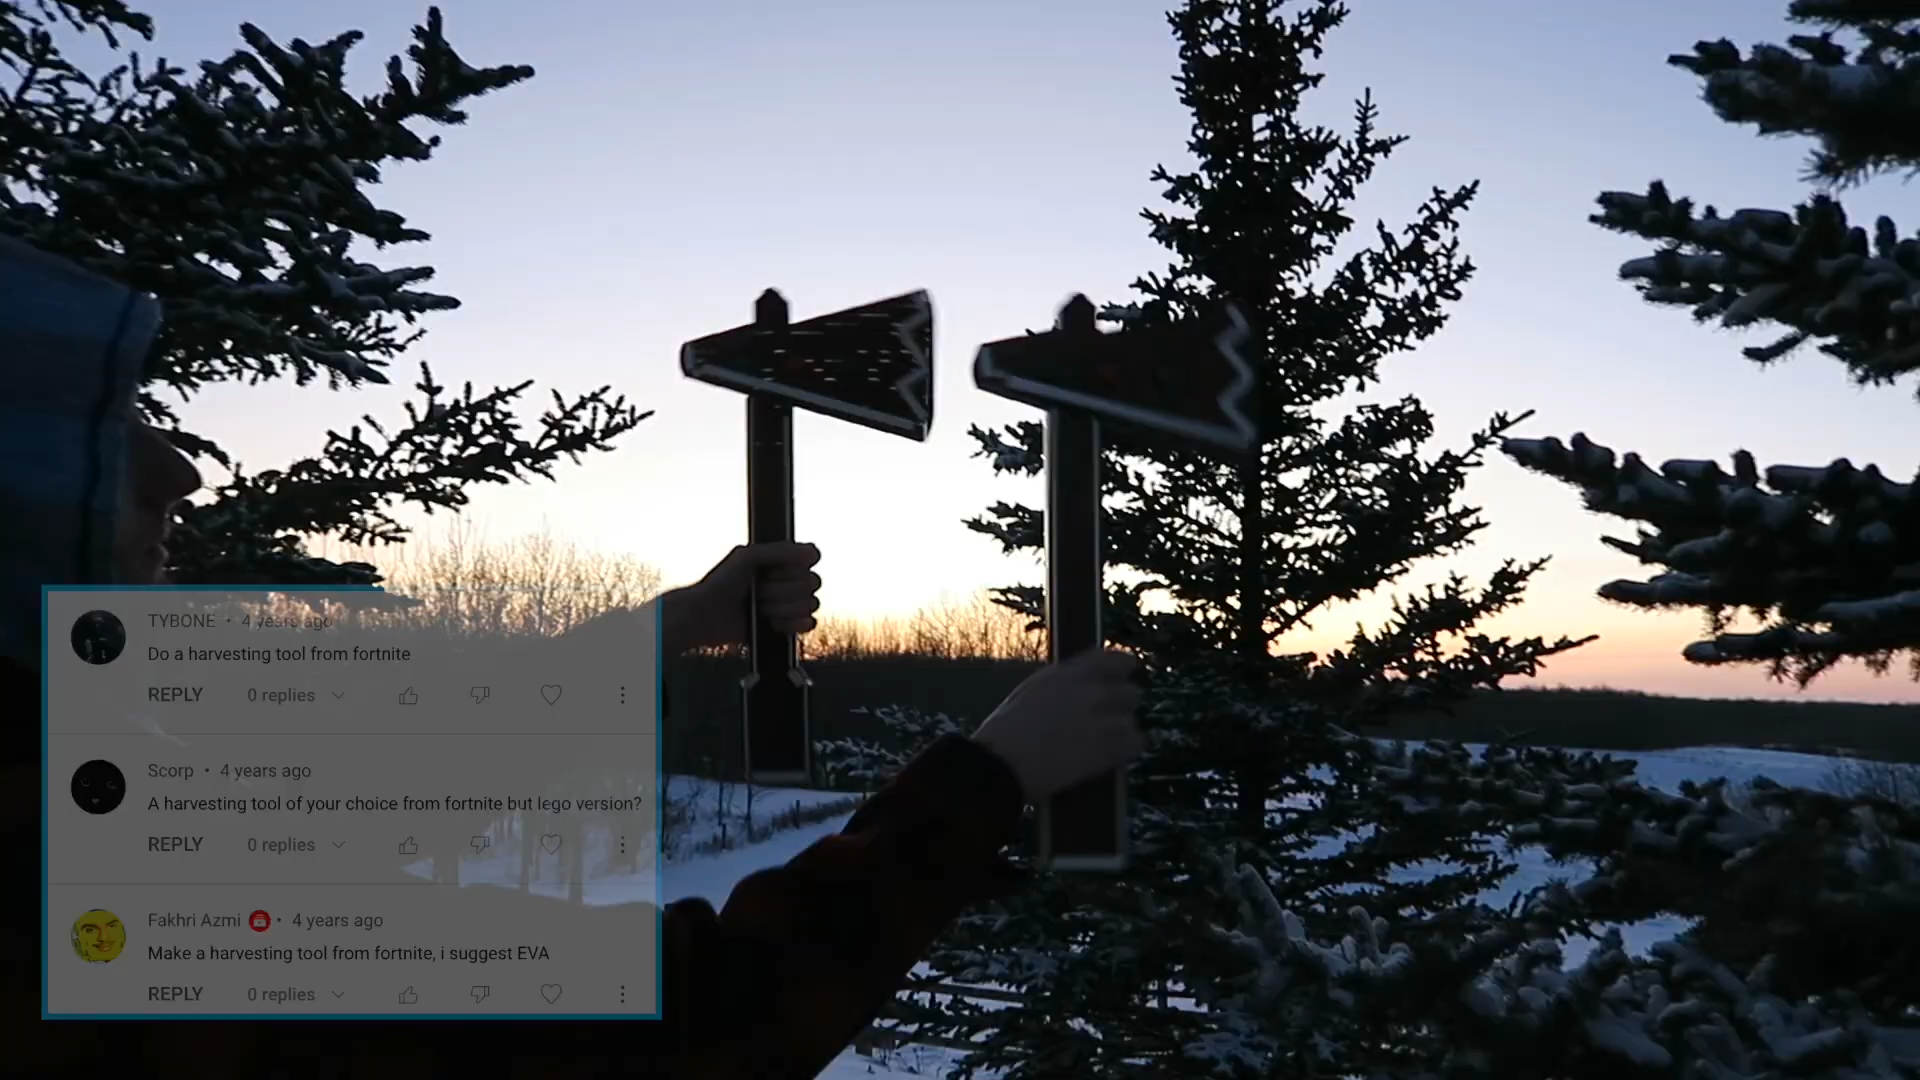 TYBONE • 4 years ago
Do a harvesting tool from fortnite
REPLY 0 replies
Scorp • 4 years ago
A harvesting tool of your choice from fortnite but lego version?
REPLY 0 replies
Fakhri Azmi • 4 years ago
Make a harvesting tool from fortnite, i suggest EVA
REPLY 0 replies